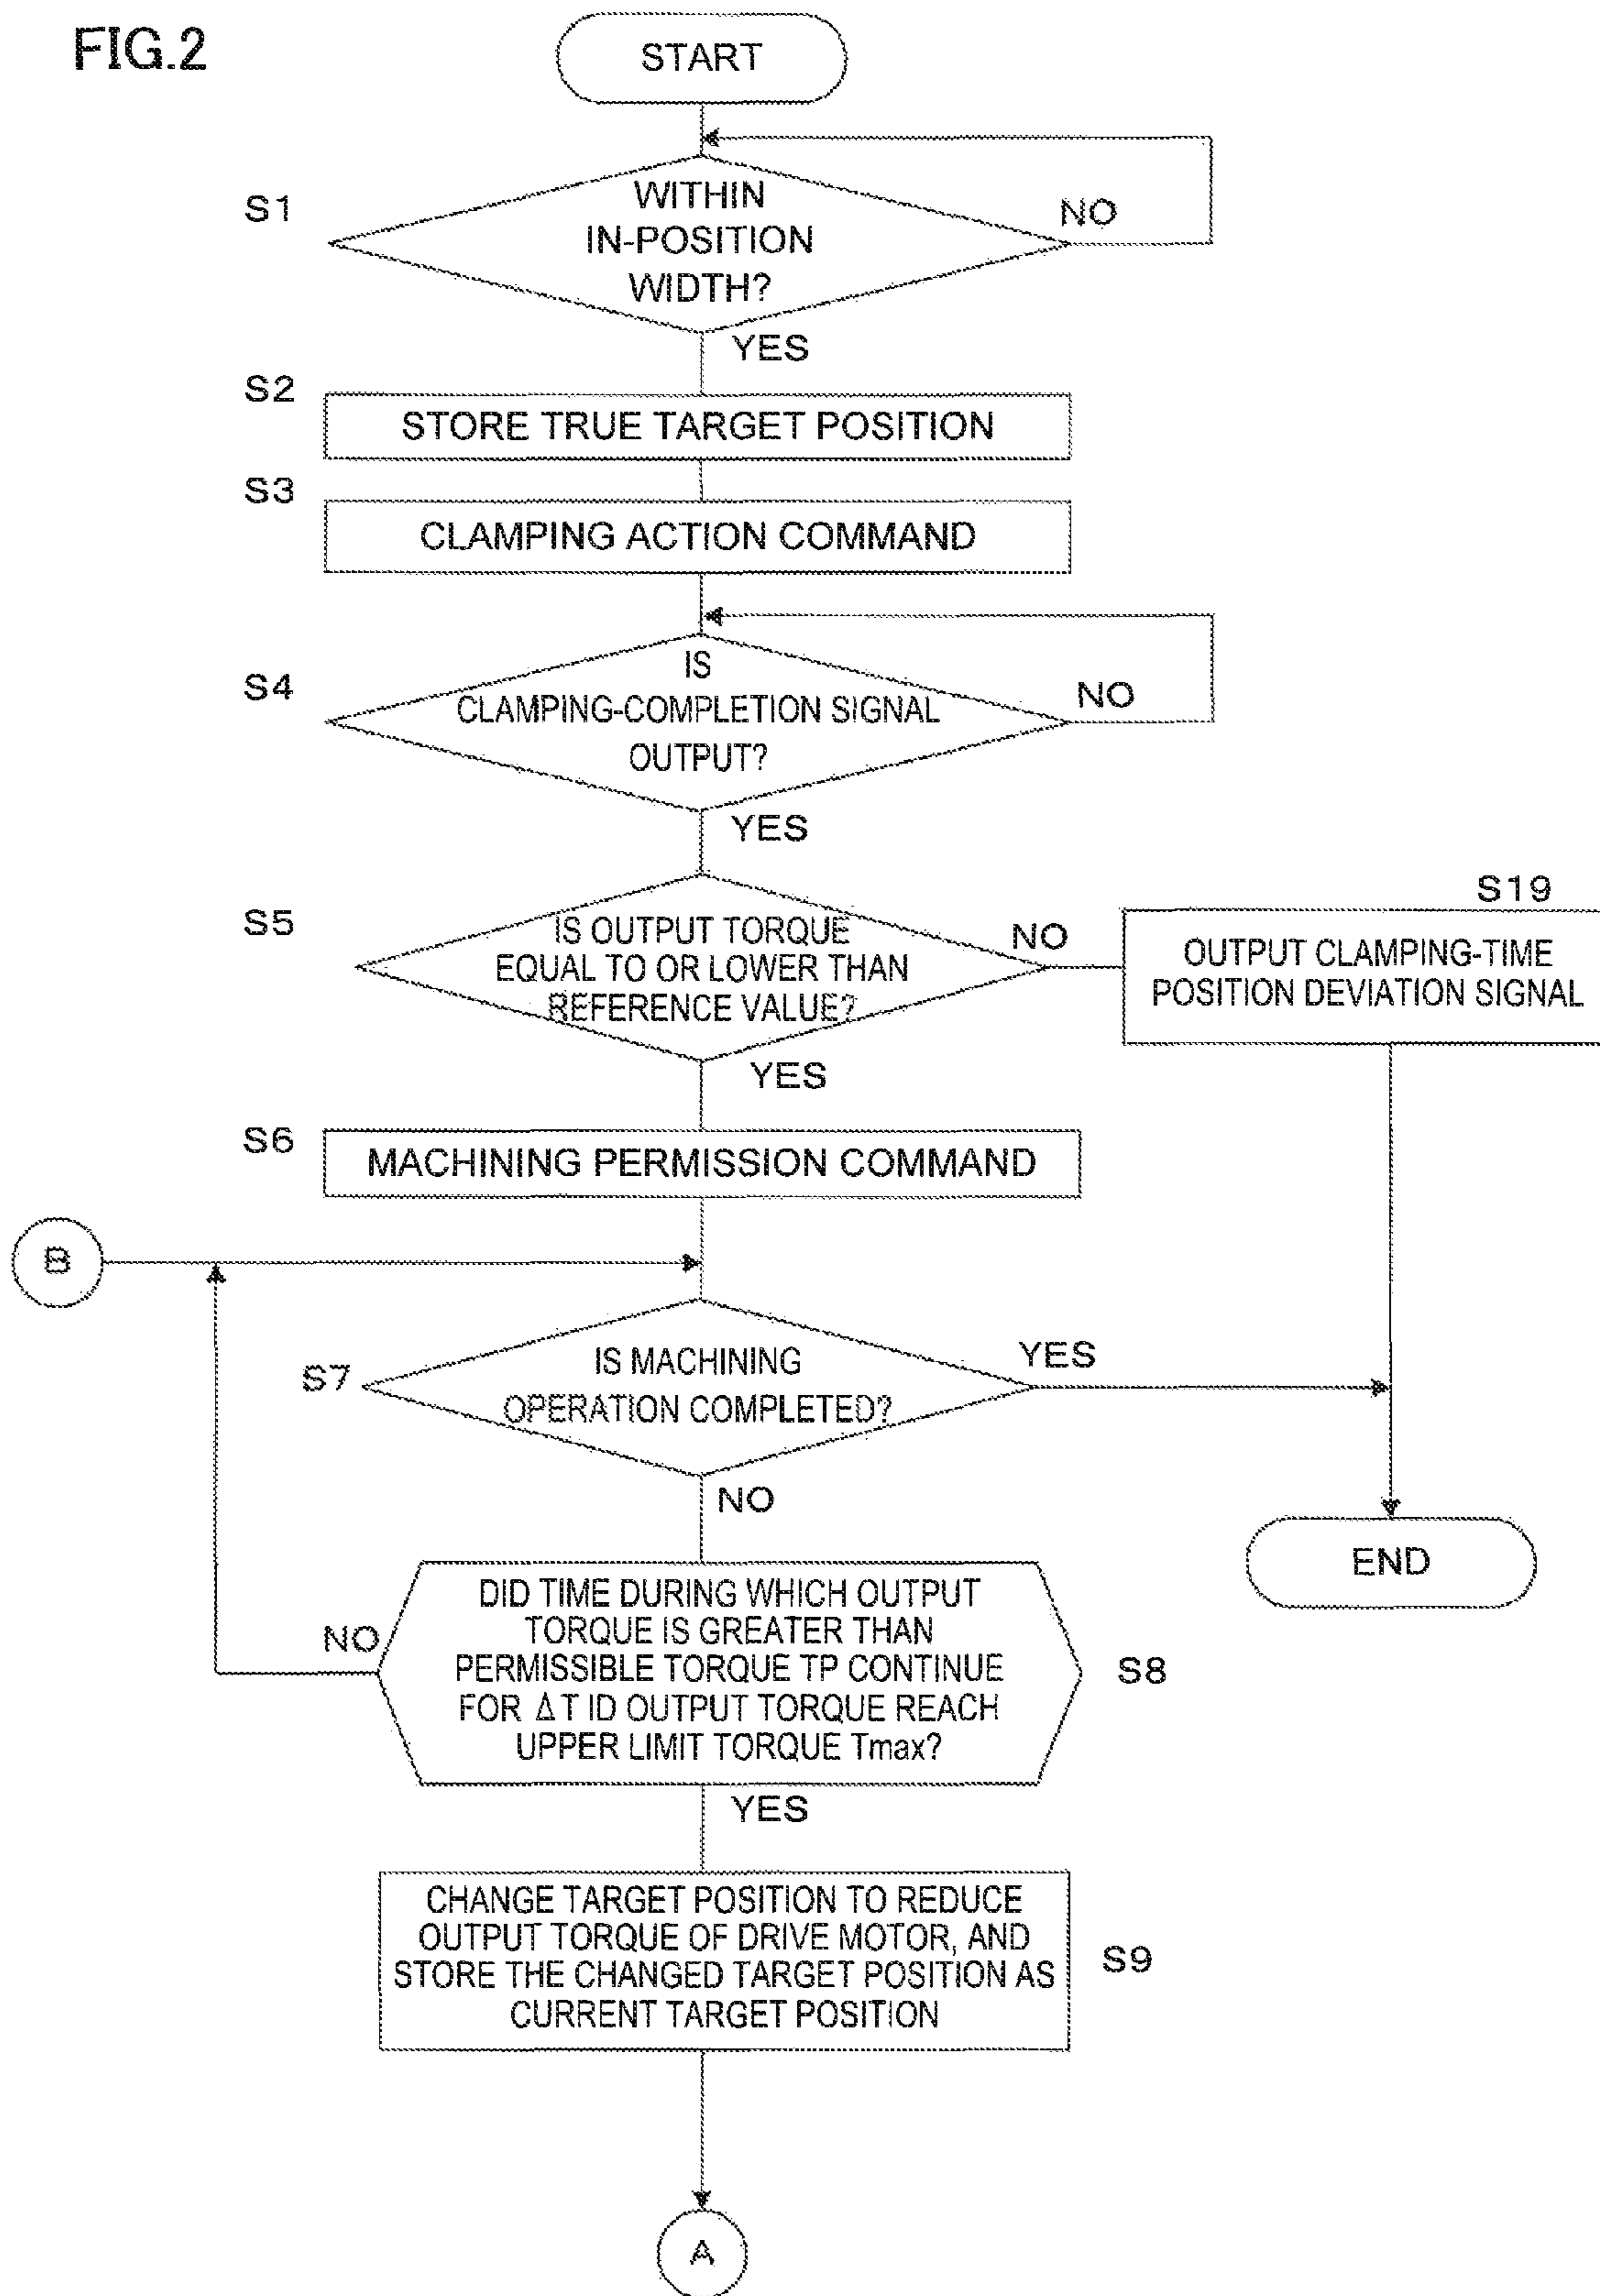 FIG.2
START
S1
WITHIN
IN-POSITION
WIDTH?
NO
YES
S2
STORE TRUE TARGET POSITION
S3
CLAMPING ACTION COMMAND
S4
IS
CLAMPING-COMPLETION SIGNAL
OUTPUT?
NO
YES
S5
IS OUTPUT TORQUE
EQUAL TO OR LOWER THAN
REFERENCE VALUE?
NO
S19
OUTPUT CLAMPING-TIME
POSITION DEVIATION SIGNAL
YES
S6
MACHINING PERMISSION COMMAND
B
S7
IS MACHINING
OPERATION COMPLETED?
YES
NO
END
DID TIME DURING WHICH OUTPUT
TORQUE IS GREATER THAN
PERMISSIBLE TORQUE TP CONTINUE
FOR ΔT ID OUTPUT TORQUE REACH
UPPER LIMIT TORQUE Tmax?
NO
S8
YES
CHANGE TARGET POSITION TO REDUCE
OUTPUT TORQUE OF DRIVE MOTOR, AND
STORE THE CHANGED TARGET POSITION AS
CURRENT TARGET POSITION
S9
A